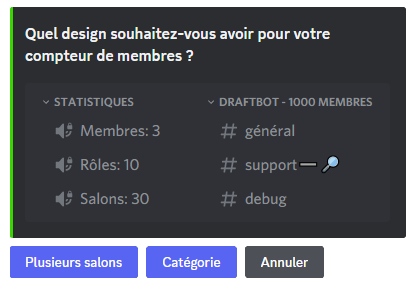 Quel design souhaitez-vous avoir pour votre
compteur de membres ?
STATISTIQUES
Membres: 3
Rôles: 10
Salons: 30
DRAFTBOT - 1000 MEMBRES
# général
# support—🔎
# debug
Plusieurs salons
Catégorie
Annuler